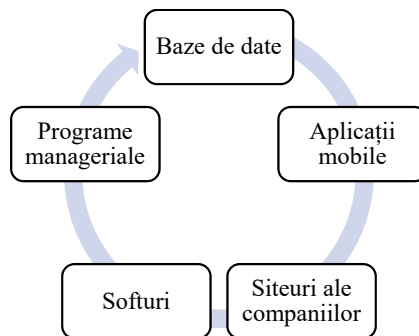 Baze de date
Aplicații
mobile
Siteuri ale
companiilor
Softuri
Programe
manageriale